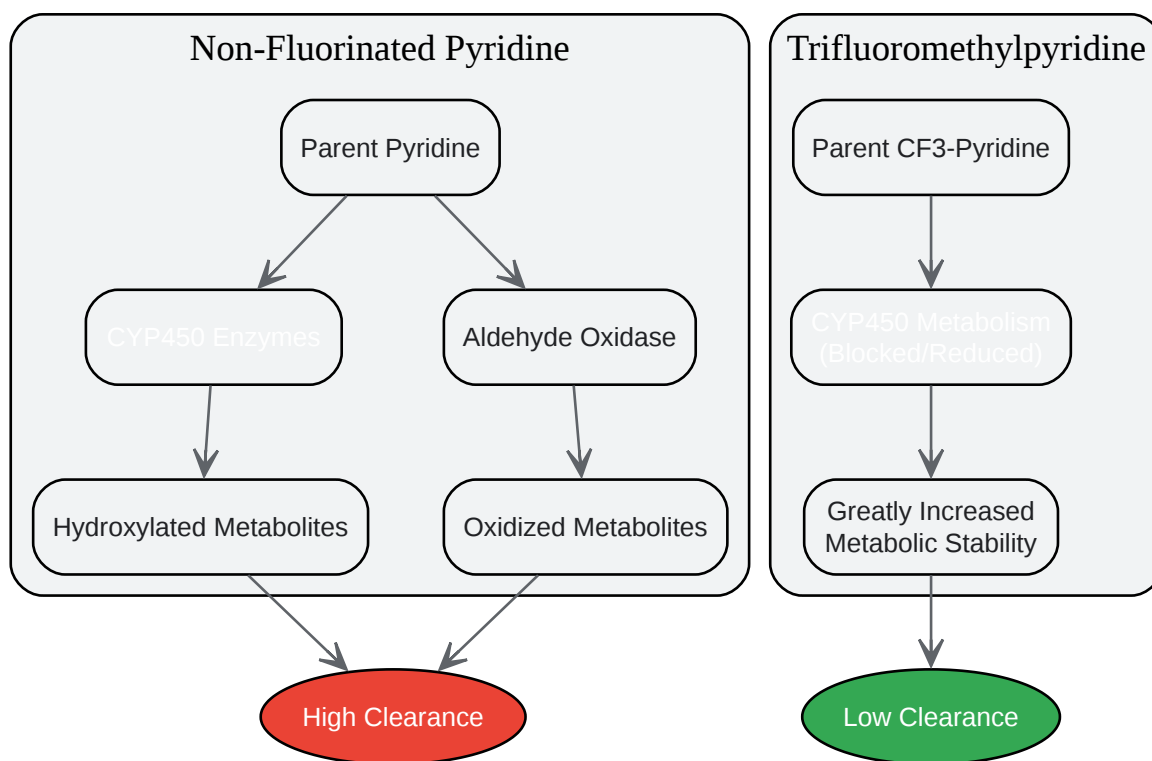 Non-Fluorinated Pyridine
Trifluoromethylpyridine
Parent Pyridine
Parent CF3-Pyridine
CYP450 Enzymes
Aldehyde Oxidase
CYP450 Metabolism
(Blocked/Reduced)
Hydroxylated Metabolites
Oxidized Metabolites
Greatly Increased
Metabolic Stability
High Clearance
Low Clearance